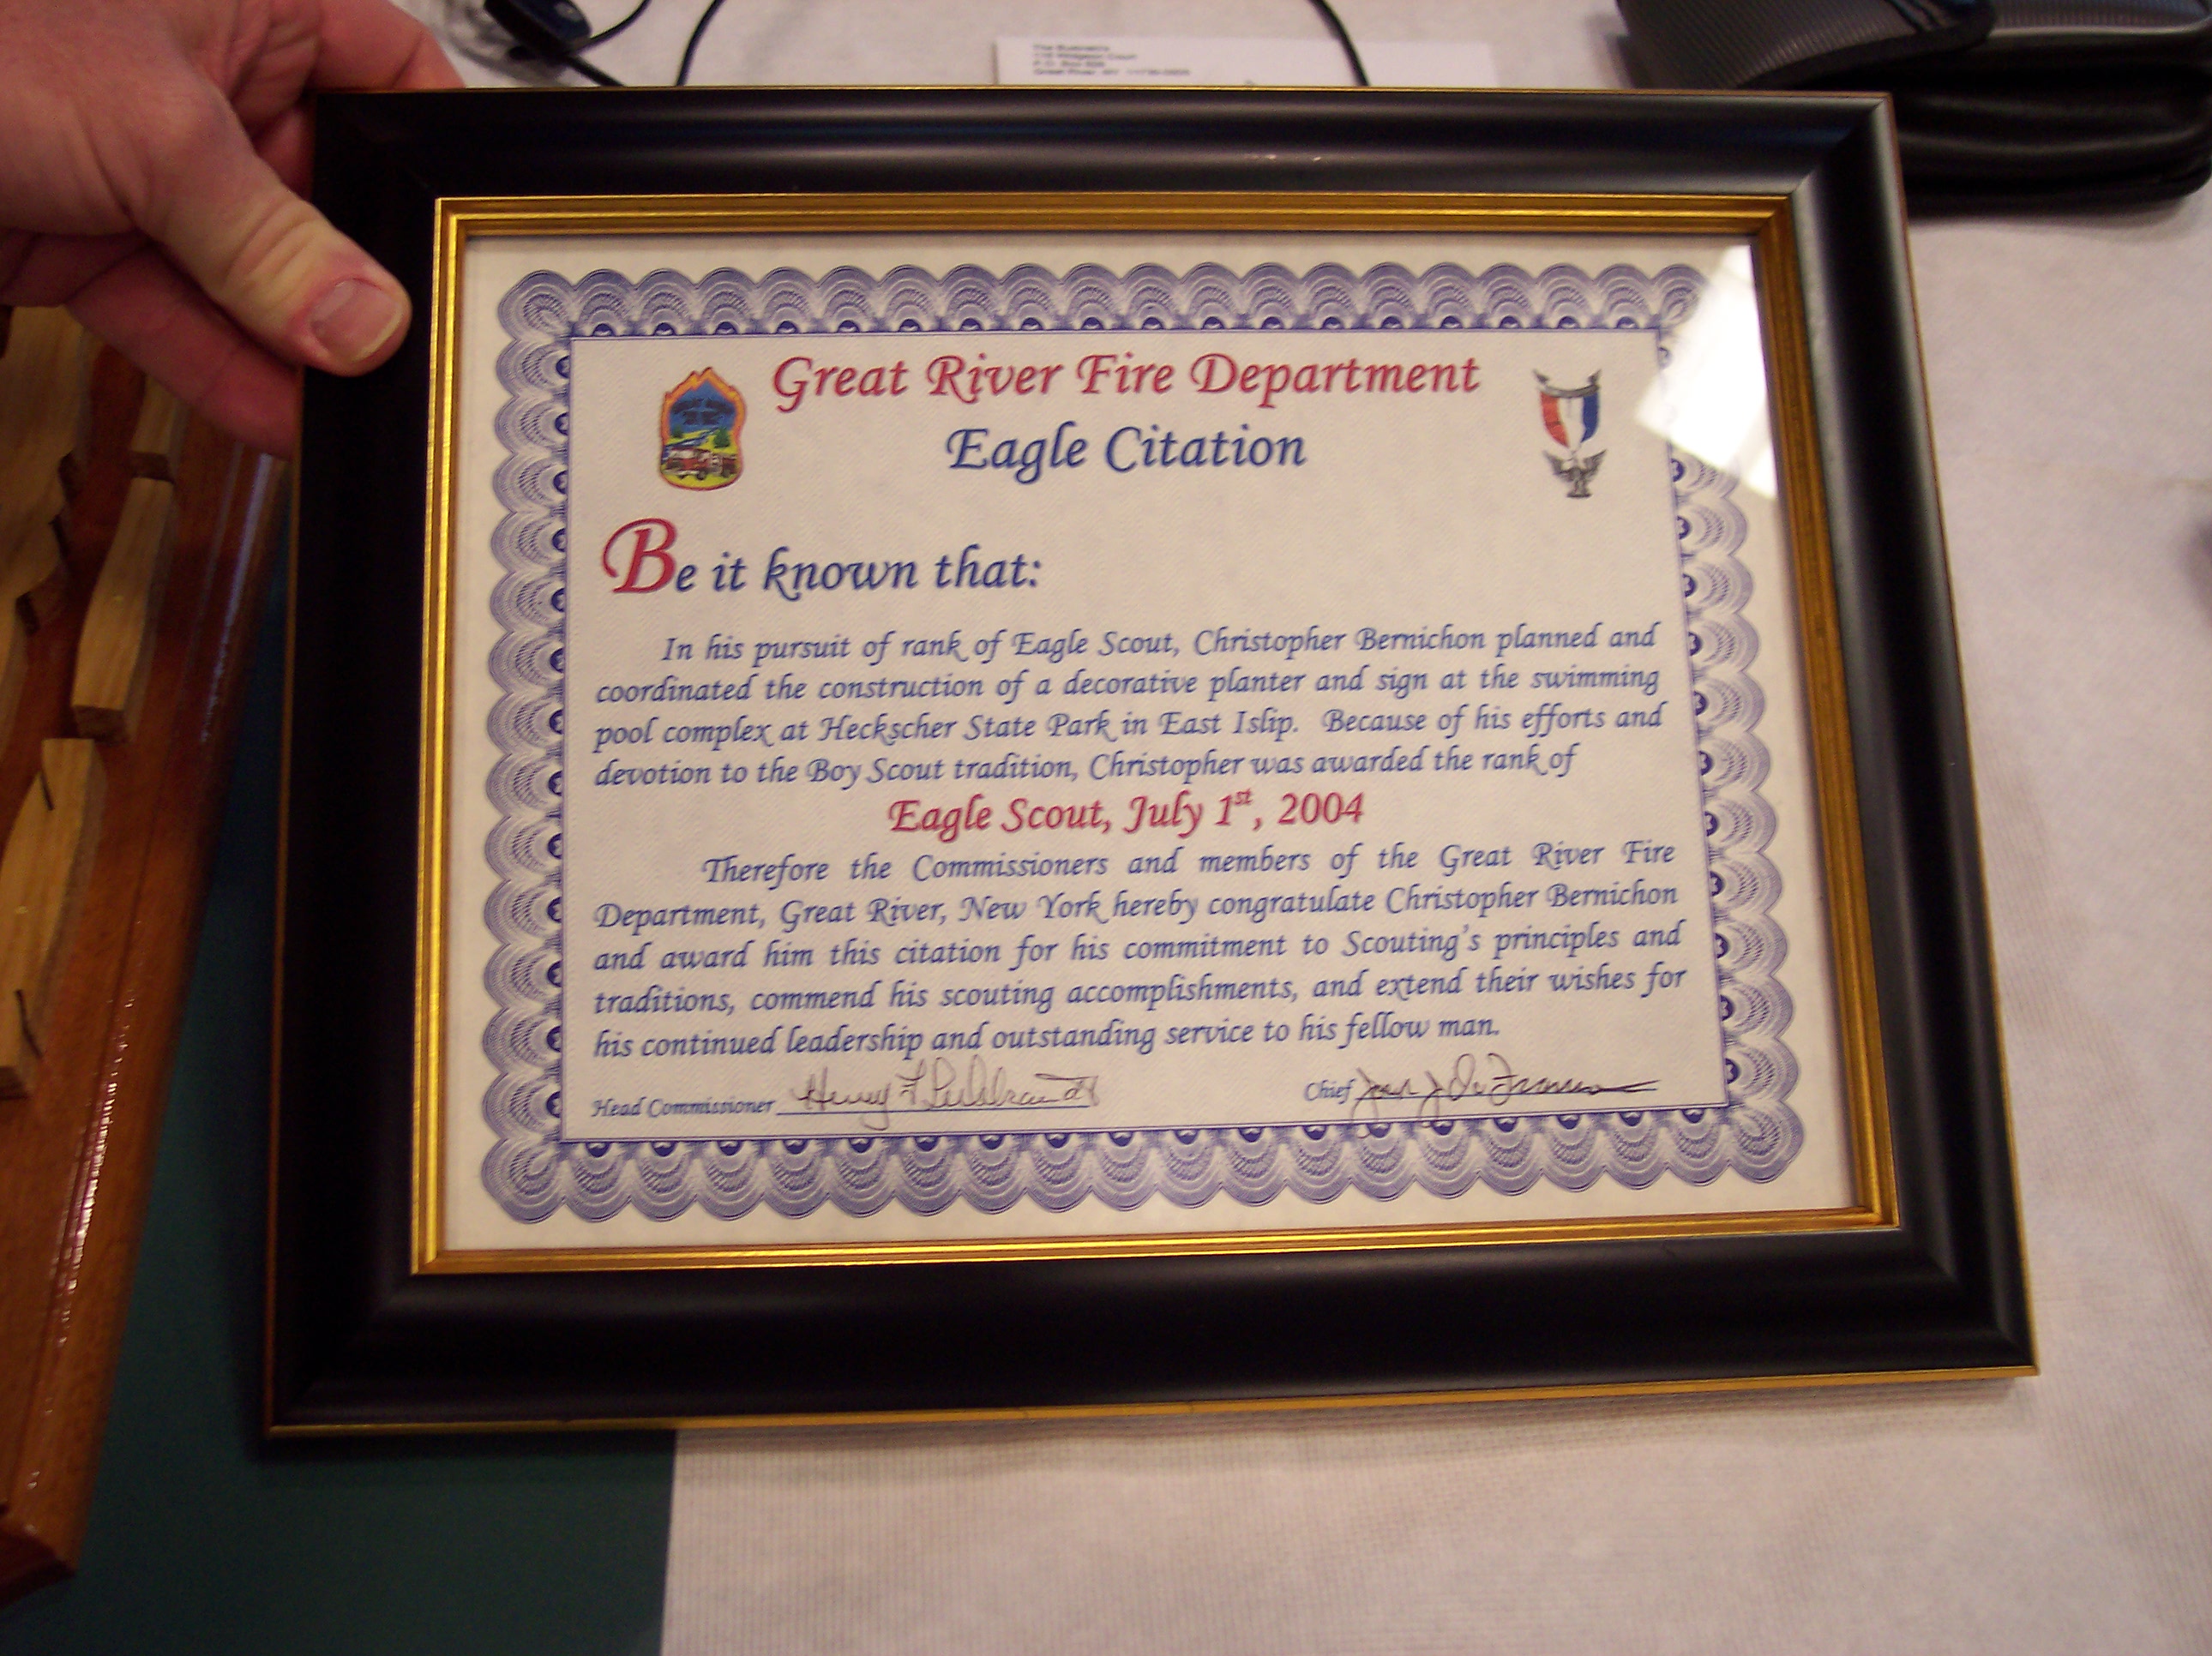 Great River Fire Department
Eagle Citation
Be it known that:
In his pursuit of rank of Eagle Scout, Christopher Bernichon planned and
coordinated the construction of a decorative planter and sign at the swimming
pool complex at Heckscher State Park in East Islip. Because of his efforts and
devotion to the Boy Scout tradition, Christopher was awarded the rank of
Eagle Scout, July 1st, 2004
Therefore the Commissioners and members of the Great River Fire
Department, Great River, New York hereby congratulate Christopher Bernichon
and award him this citation for his commitment to Scouting's principles and
traditions, commend his scouting accomplishments, and extend their wishes for
his continued leadership and outstanding service to his fellow man.
Head Commissioner Henry F
Chief